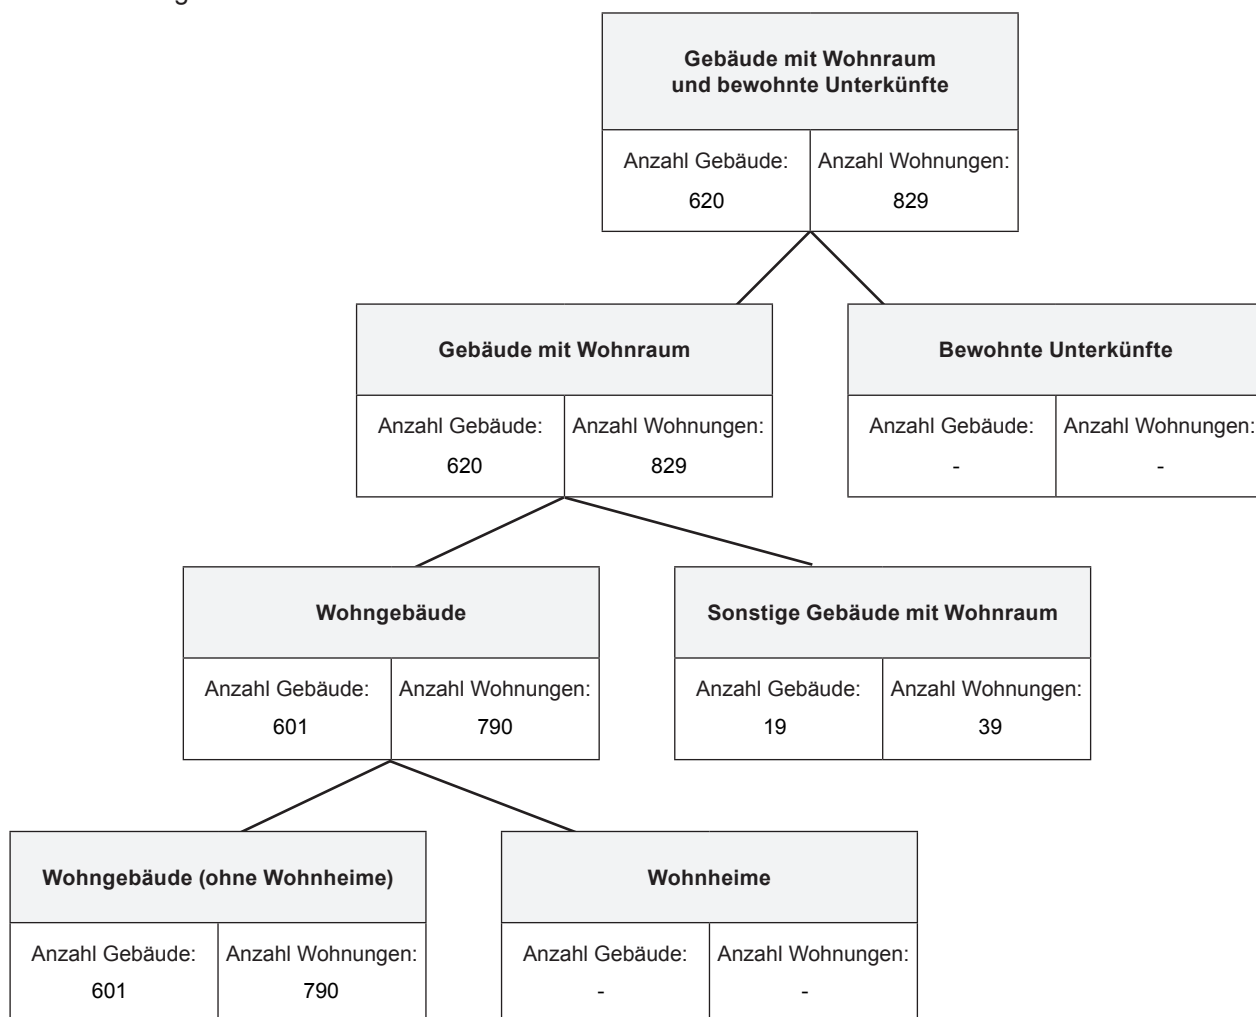 Gebäude mit Wohnraum
und bewohnte Unterkünfte
Anzahl Gebäude: Anzahl Wohnungen:
620 829
Gebäude mit Wohnraum
Anzahl Gebäude: Anzahl Wohnungen:
620 829
Bewohnte Unterkünfte
Anzahl Gebäude: Anzahl Wohnungen:
- -
Wohngebäude
Anzahl Gebäude: Anzahl Wohnungen:
601 790
Sonstige Gebäude mit Wohnraum
Anzahl Gebäude: Anzahl Wohnungen:
19 39
Wohngebäude (ohne Wohnheime)
Anzahl Gebäude: Anzahl Wohnungen:
601 790
Wohnheime
Anzahl Gebäude: Anzahl Wohnungen:
- -